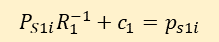 P_{S1i}R_1^{-1} + c_1 = p_{s1i}